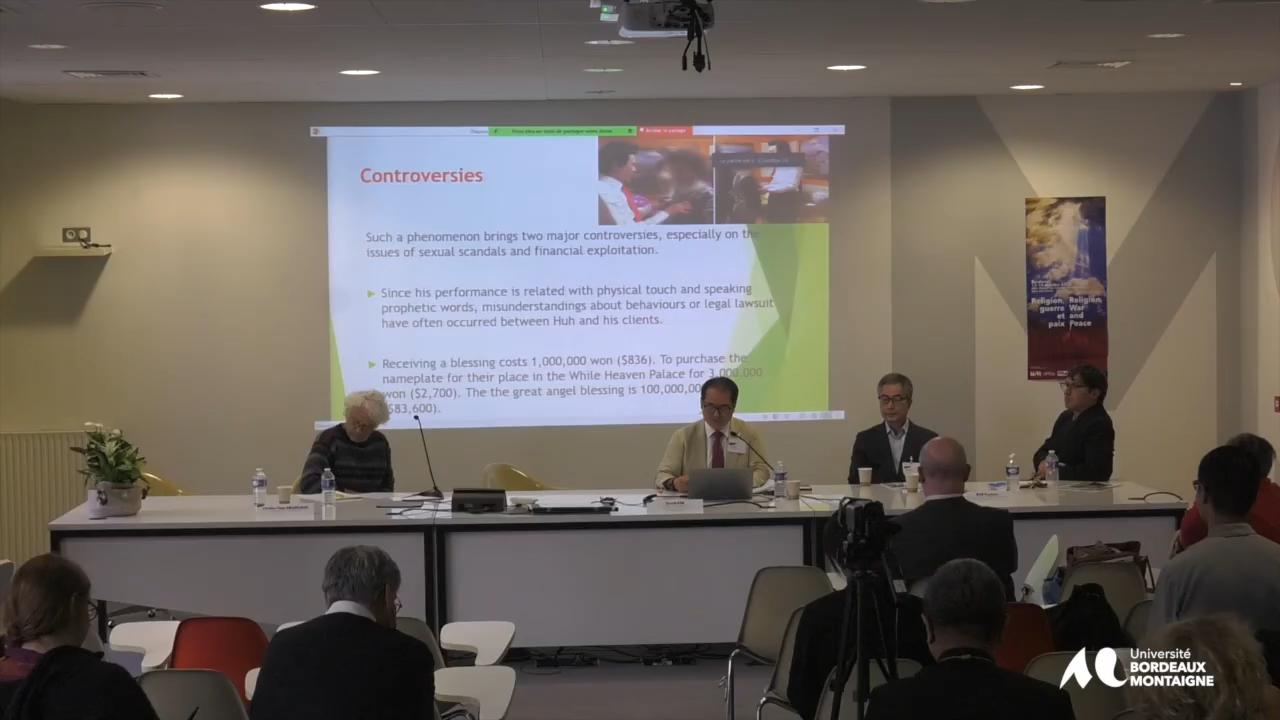 Controversies
Such a phenomenon brings two major controversies, especially on the
issues of sexual scandals and financial exploitation.
Since his performance is related with physical touch and speaking
prophetic words, misunderstandings about behaviours or legal lawsuit
have often occurred between Huh and his clients.
Receiving a blessing costs 1,000,000 won ($836). To purchase the
nameplate for their place in the While Heaven Palace for 3,000,000
won ($2,700). The the great angel blessing is 100,000,00
$83,600).
Religion, guerre et paix
Religion, War and Peace
Université
BORDEAUX
MONTAIGNE